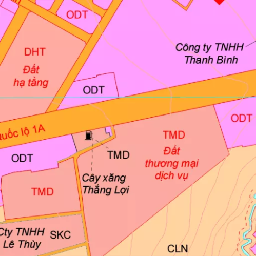 ODT
DHT
Đất
hạ tầng
Công ty TNHH
Thanh Bình
ODT
ODT
uốc lộ 1A
TMD
Đất
thương mại
dịch vụ
ODT
TMD
Cây xăng
Thắng Lợi
TMD
Cty TNHH
Lê Thùy
SKC
CLN